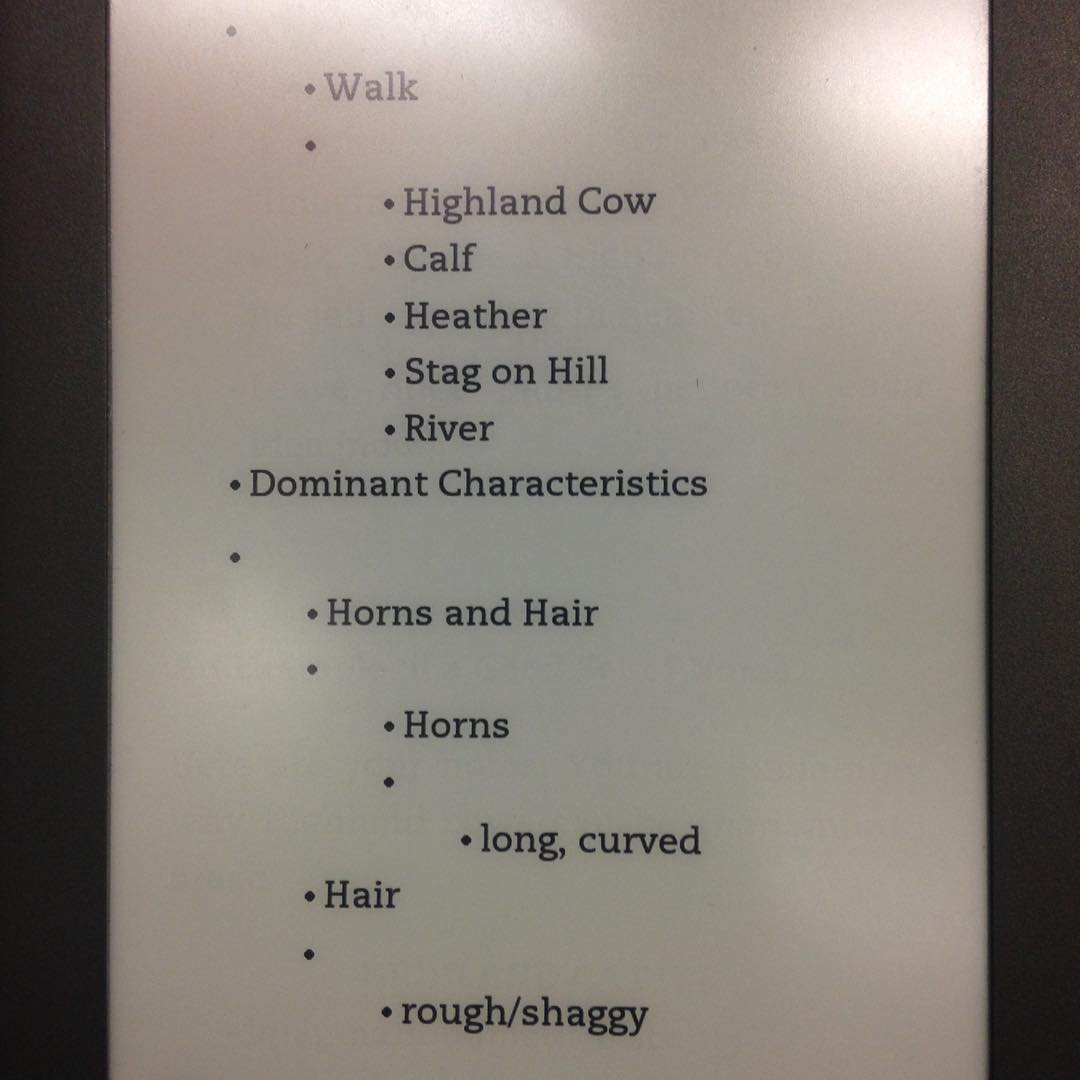 •
• Walk
•
• Highland Cow
• Calf
• Heather
• Stag on Hill
• River
• Dominant Characteristics
•
• Horns and Hair
•
• Horns
•
• long, curved
• Hair
•
• rough/shaggy